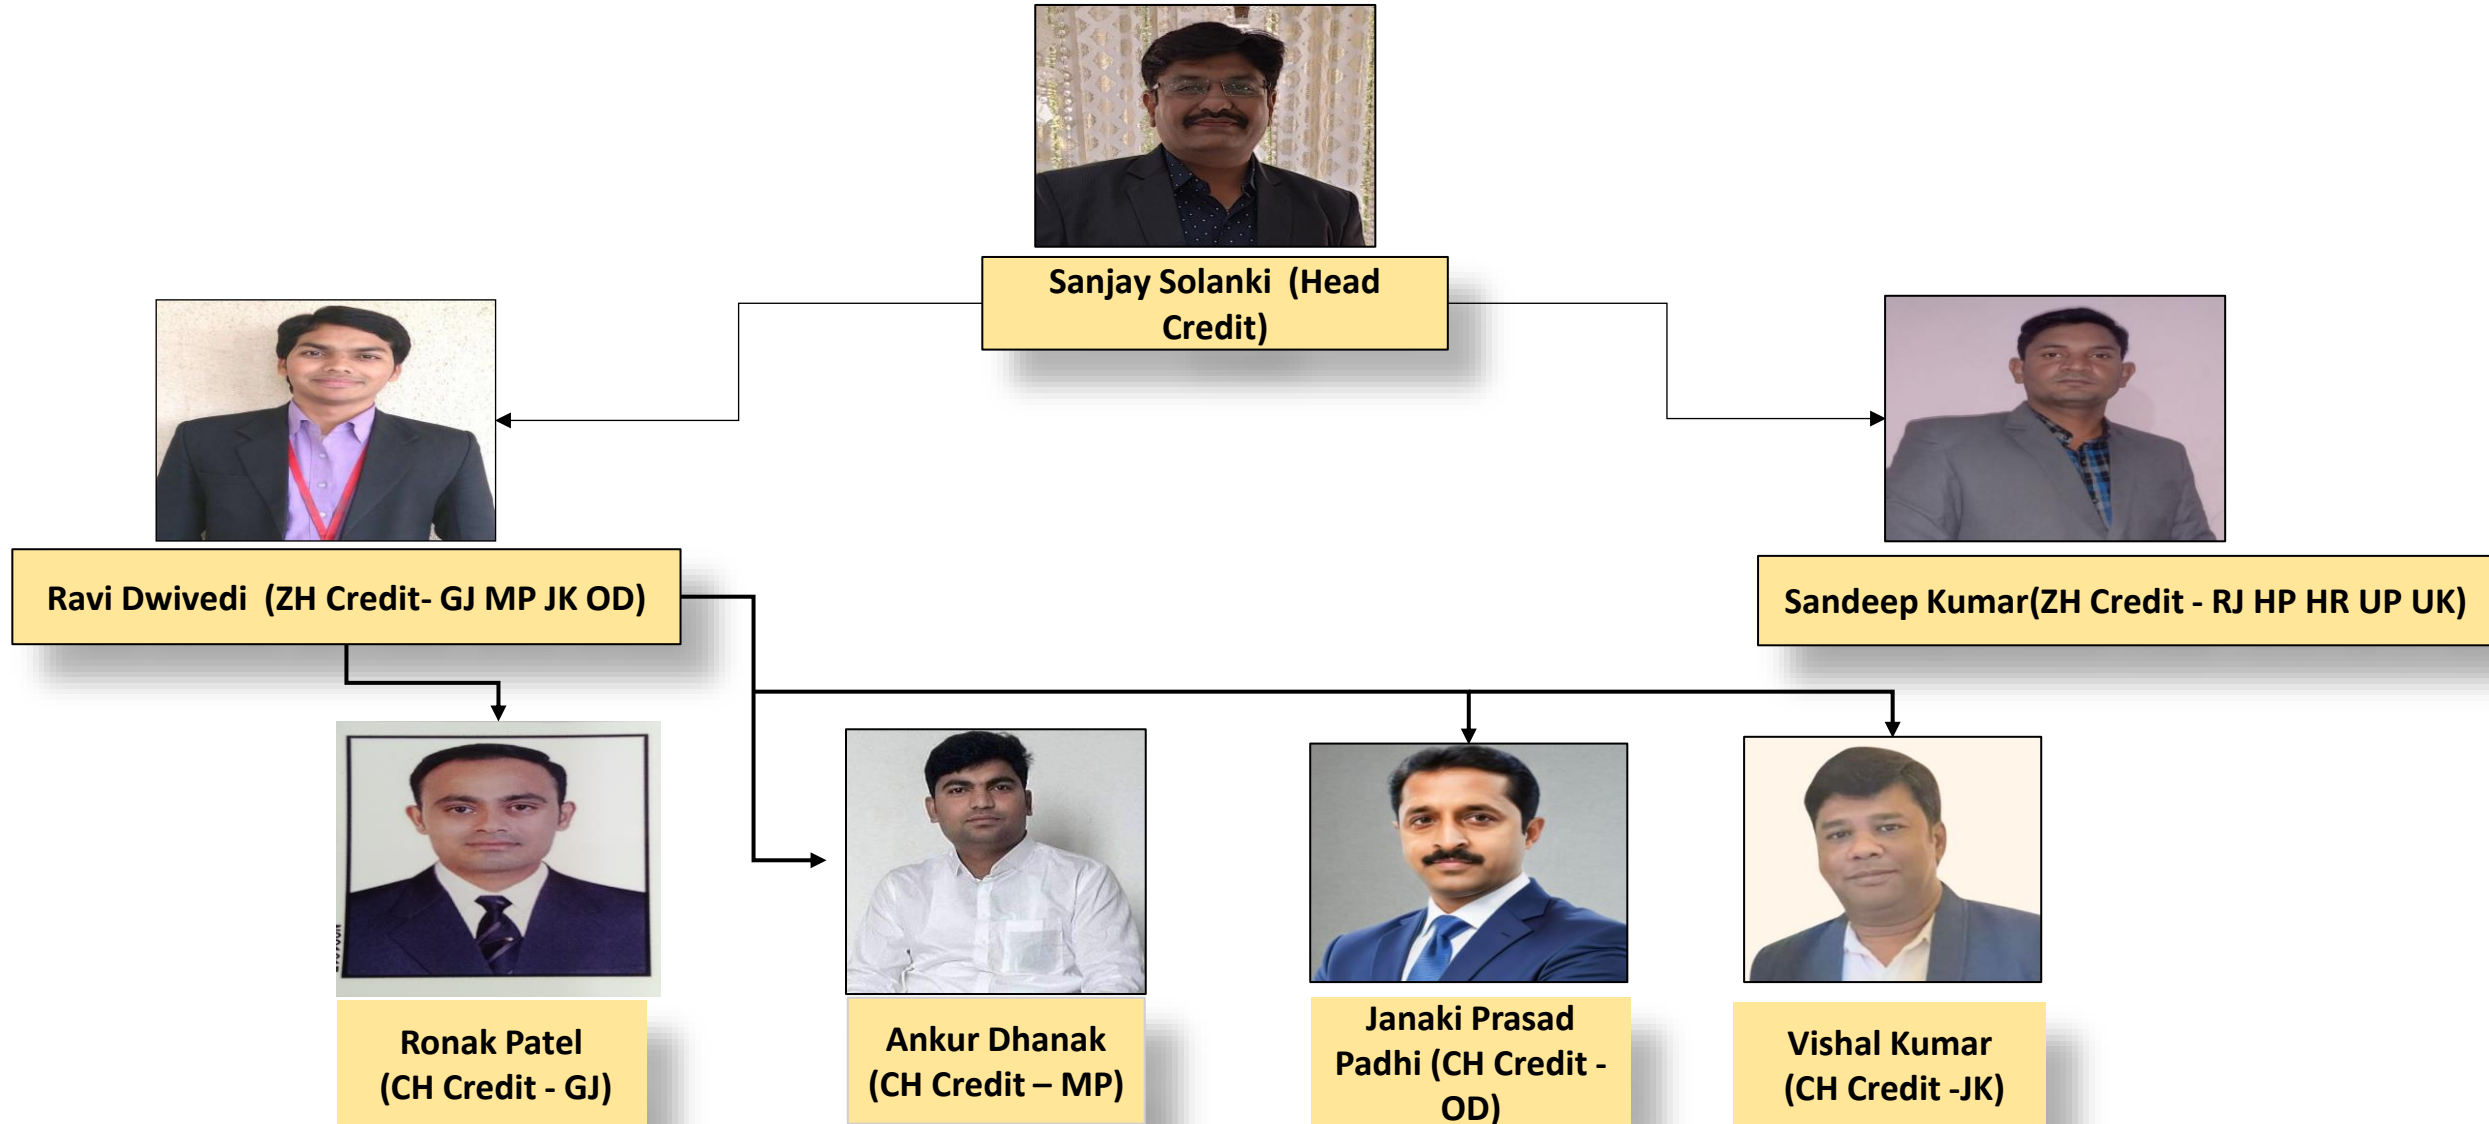 Sanjay Solanki  (Head
Credit)
Ravi Dwivedi  (ZH Credit- GJ MP JK OD)
Sandeep Kumar(ZH Credit - RJ HP HR UP UK)
Ronak Patel
(CH Credit - GJ)
Ankur Dhanak
(CH Credit – MP)
Janaki Prasad
Padhi (CH Credit -
OD)
Vishal Kumar
(CH Credit -JK)